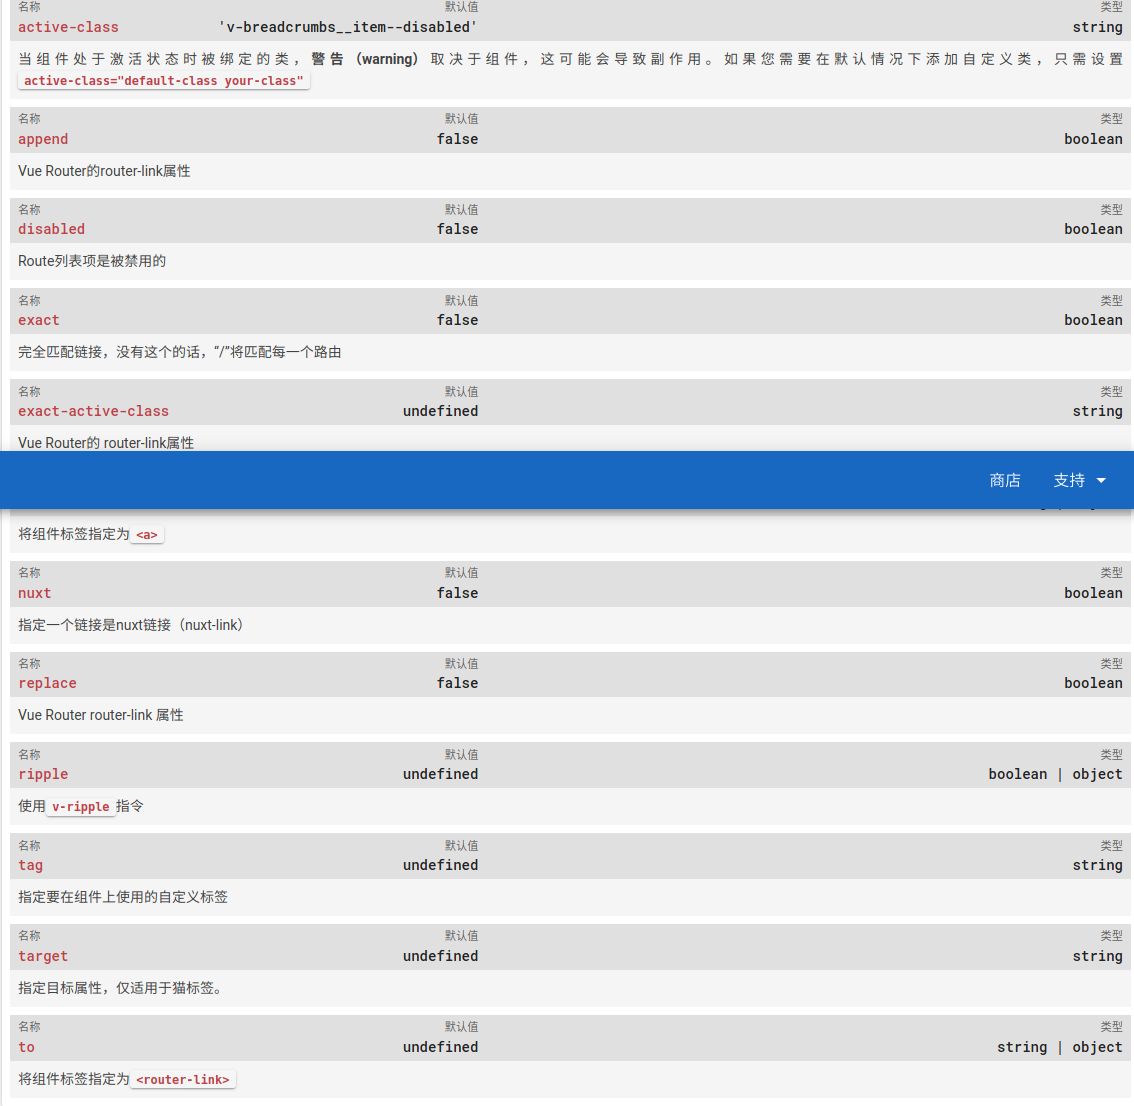 名称 默认值 类型
active-class 'v-breadcrumbs__item--disabled' string
当组件处于激活状态时被绑定的类，警告（warning）取决于组件，这可能会导致副作用。如果您需要在默认情况下添加自定义类，只需设置
active-class="default-class your-class"
名称 默认值 类型
append false boolean
Vue Router的router-link属性
名称 默认值 类型
disabled false boolean
Route列表项是被禁用的
名称 默认值 类型
exact false boolean
完全匹配链接，没有这个的话，“/”将匹配每一个路由
名称 默认值 类型
exact-active-class undefined string
Vue Router的 router-link属性
商店 支持
将组件标签指定为 <a>
名称 默认值 类型
nuxt false boolean
指定一个链接是nuxt链接（nuxt-link）
名称 默认值 类型
replace false boolean
Vue Router router-link 属性
名称 默认值 类型
ripple undefined boolean | object
使用 v-ripple 指令
名称 默认值 类型
tag undefined string
指定要在组件上使用的自定义标签
名称 默认值 类型
target undefined string
指定目标属性，仅适用于猫标签。
名称 默认值 类型
to undefined string | object
将组件标签指定为 <router-link>